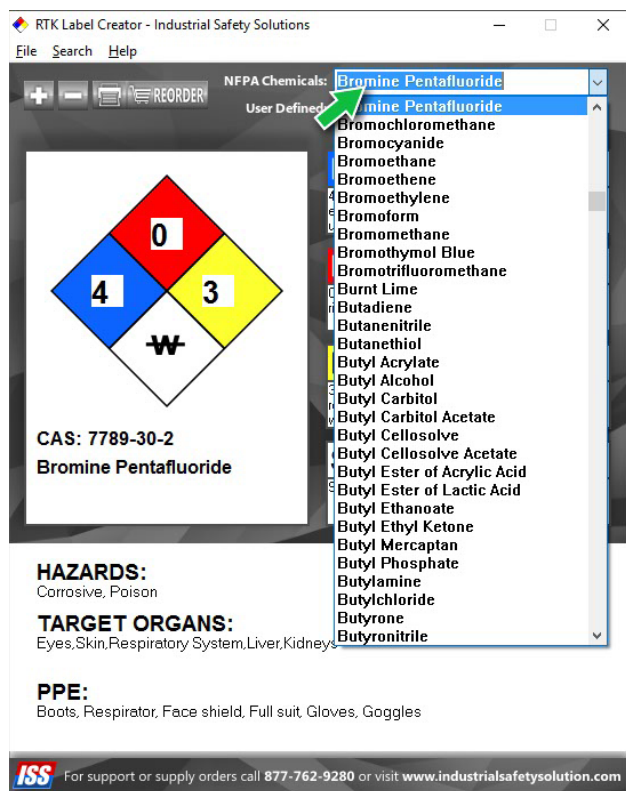 RTK Label Creator - Industrial Safety Solutions
File Search Help
REORDER
NFPA Chemicals: Bromine Pentafluoride
User Defined
Pentafluoride
Bromochloromethane
Bromocyanide
Bromoethane
Bromoethene
Bromoethylene
Bromoform
Bromomethane
Bromothymol Blue
Bromotrifluoromethane
Burnt Lime
Butadiene
Butanenitrile
Butanethiol
Butyl Acrylate
Butyl Alcohol
Butyl Carbitol
Butyl Carbitol Acetate
Butyl Cellosolve
Butyl Cellosolve Acetate
Butyl Ester of Acrylic Acid
Butyl Ester of Lactic Acid
Butyl Ethanoate
Butyl Ethyl Ketone
Butyl Mercaptan
Butyl Phosphate
Butylamine
Butylchloride
Butyrone
Butyronitrile
0
4 3
W
CAS: 7789-30-2
Bromine Pentafluoride
HAZARDS:
Corrosive, Poison
TARGET ORGANS:
Eyes,Skin,Respiratory System,Liver,Kidneys
PPE:
Boots, Respirator, Face shield, Full suit, Gloves, Goggles
ISS For support or supply orders call 877-762-9280 or visit www.industrialsafetysolution.com